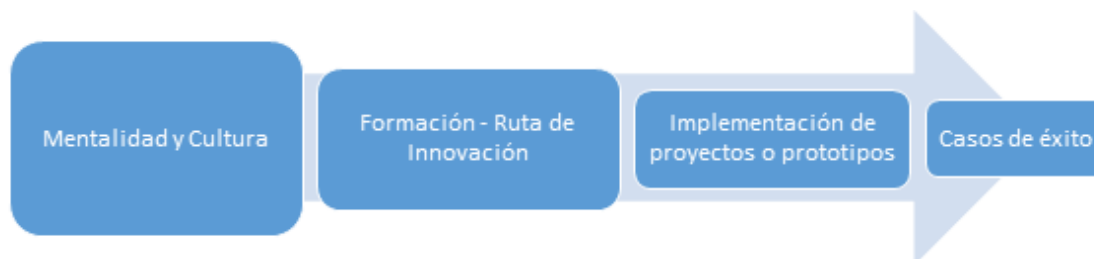 Mentalidad y Cultura
Formación - Ruta de
Innovación
Implementación de
proyectos o prototipos
Casos de éxito